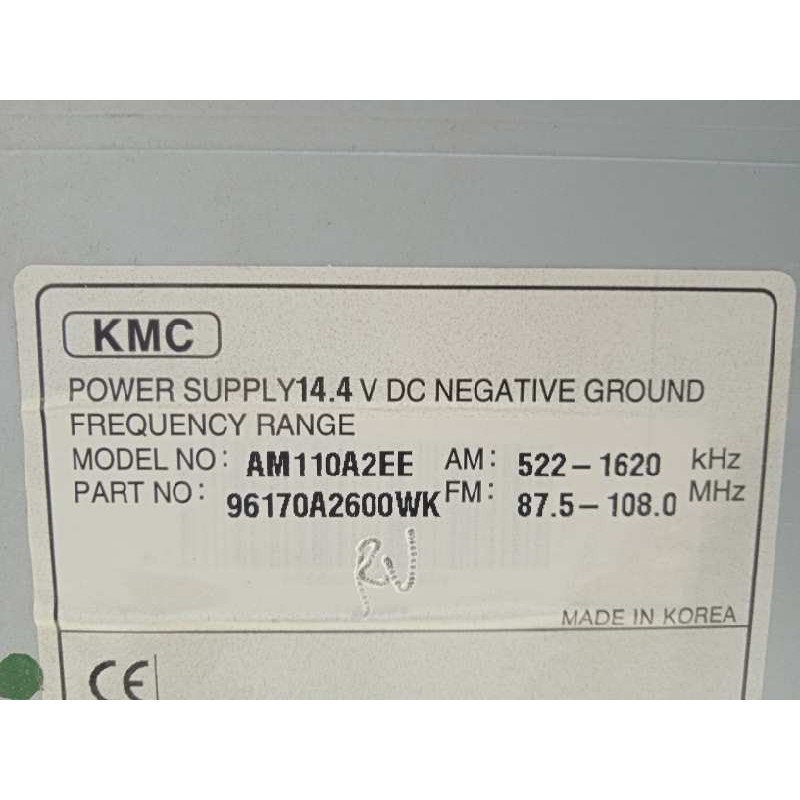 KMC
POWER SUPPLY14.4 V DC NEGATIVE GROUND
FREQUENCY RANGE
MODEL NO: AM110A2EE AM: 522-1620 kHz
PART NO: 96170A2600WK FM: 87.5-108.0 MHz
MADE IN KOREA
CE